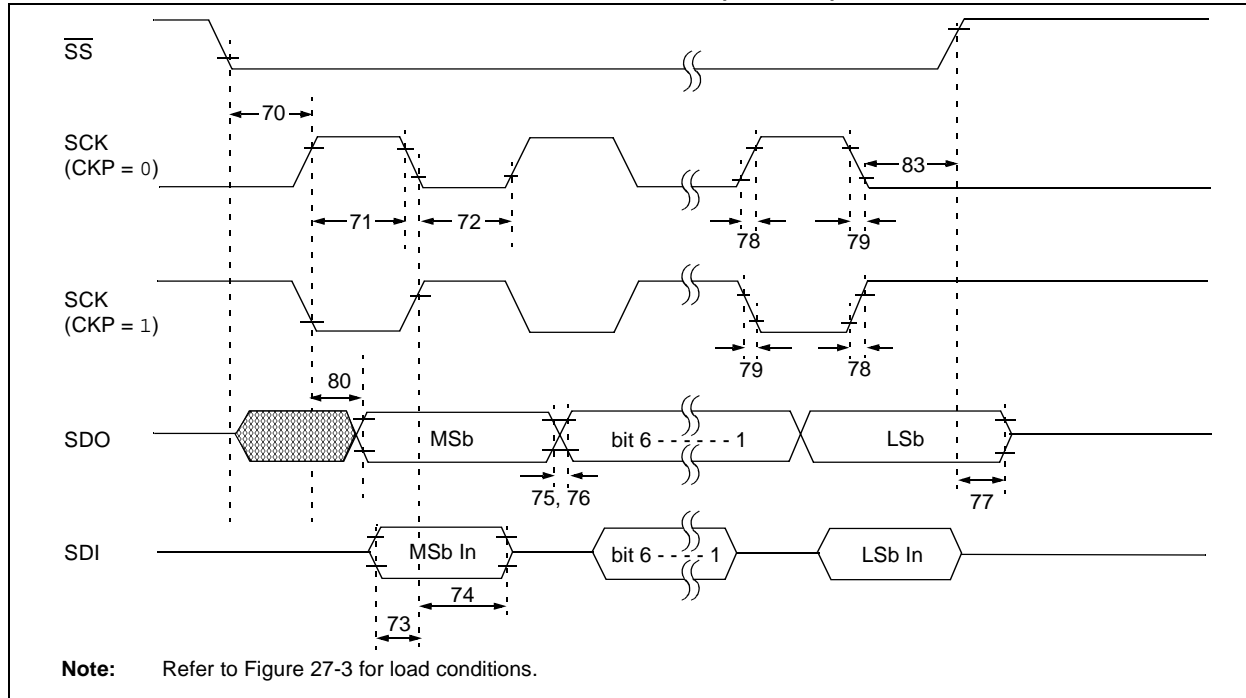 SS
70
SCK
(CKP = 0)
83
71
72
78
79
SCK
(CKP = 1)
79
78
80
SDO
MSb
bit 6 - - - - - - 1
LSb
75, 76
77
SDI
MSb In
bit 6 - - - - - 1
LSb In
74
73
Note: Refer to Figure 27-3 for load conditions.